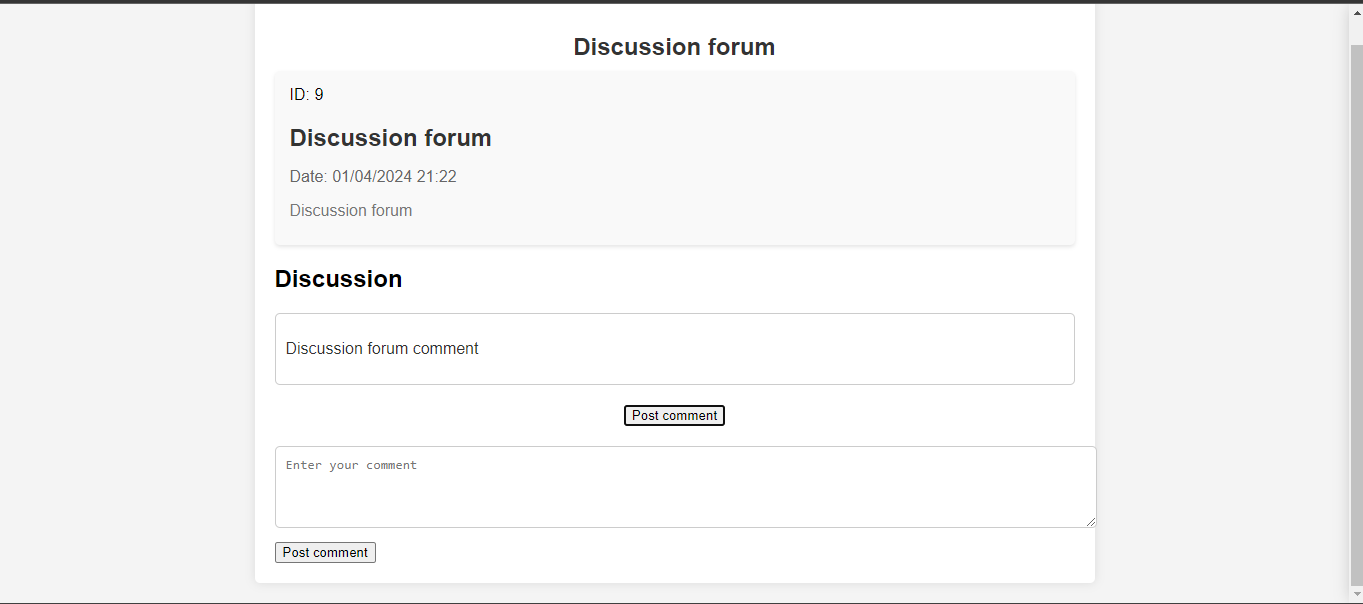 Discussion forum
ID: 9
Discussion forum
Date: 01/04/2024 21:22
Discussion forum
Discussion
Discussion forum comment
Post comment
Enter your comment
Post comment